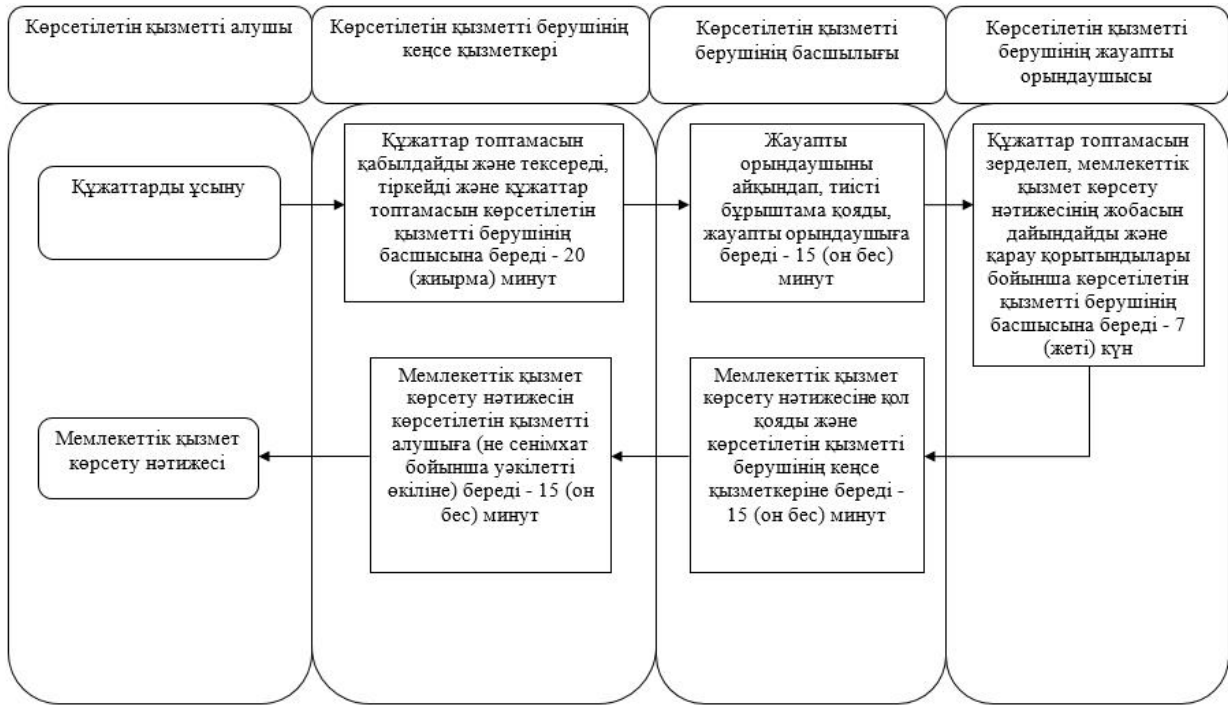 Көрсетілетін қызметті алушы
Көрсетілетін қызметті берушінің
кеңсе қызметкері
Көрсетілетін қызметті
берушінің басшылығы
Көрсетілетін қызметті
берушінің жауапты
орындаушысы
Құжаттарды ұсыну
Құжаттар топтамасын
қабылдайды және тексереді,
тіркейді және құжаттар
топтамасын көрсетілетін
қызметті берушінің
басшысына береді - 20
(жиырма) минут
Жауапты
орындаушыны
айқындап, тиісті
бұрыштама қояды,
жауапты орындаушыға
береді - 15 (он бес)
минут
Құжаттар топтамасын
зерделеп, мемлекеттік
қызмет көрсету
нәтижесінің жобасын
дайындайды және
қарау қорытындылары
бойынша көрсетілетін
қызметті берушінің
басшысына береді - 7
(жеті) күн
Мемлекеттік қызмет
көрсету нәтижесі
Мемлекеттік қызмет
көрсету нәтижесін
көрсетілетін қызметті
алушыға (не сенімхат
бойынша уәкілетті
өкіліне) береді - 15 (он
бес) минут
Мемлекеттік қызмет
көрсету нәтижесіне қол
қояды және
көрсетілетін қызметті
берушінің кеңсе
қызметкеріне береді -
15 (он бес) минут